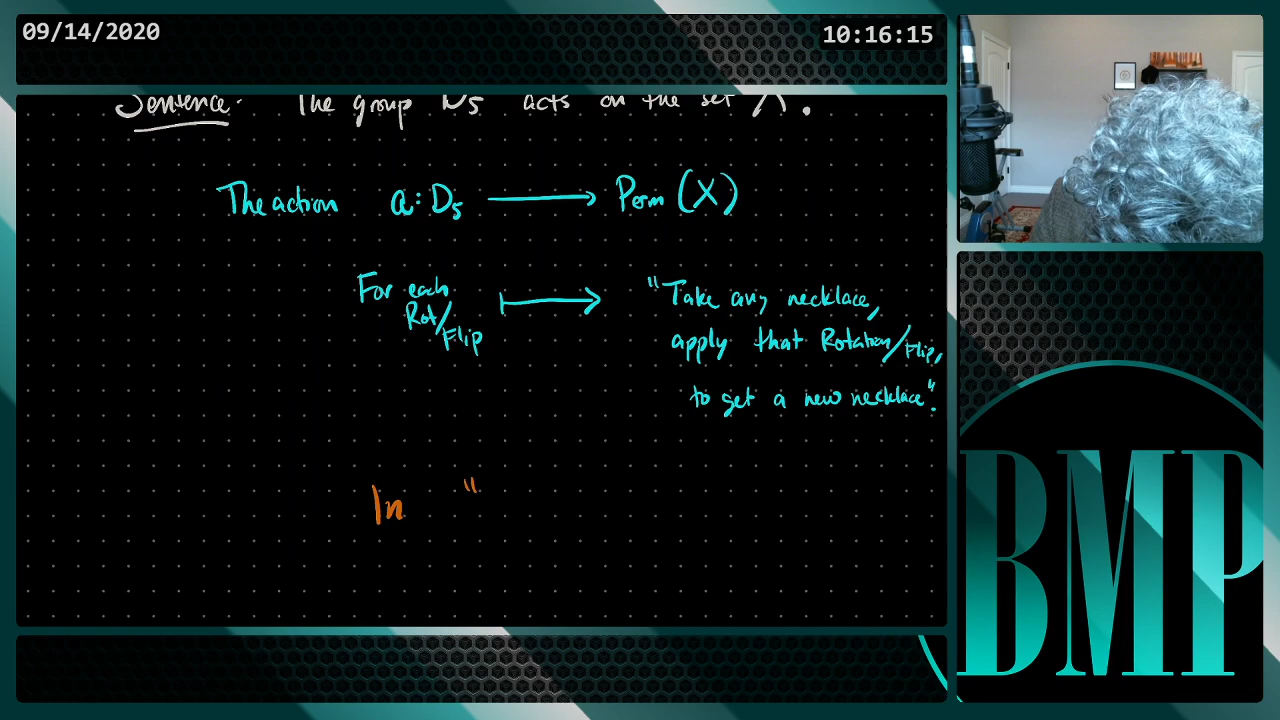 09/14/2020
10:16:15
Sentence: The group D5 acts on the set X.
The action a: D5 ⟶ Perm (X)
For each
Rot/
Flip
⟼
"Take any necklace,
apply that Rotation/Flip,
to get a new necklace".
In "
BMP